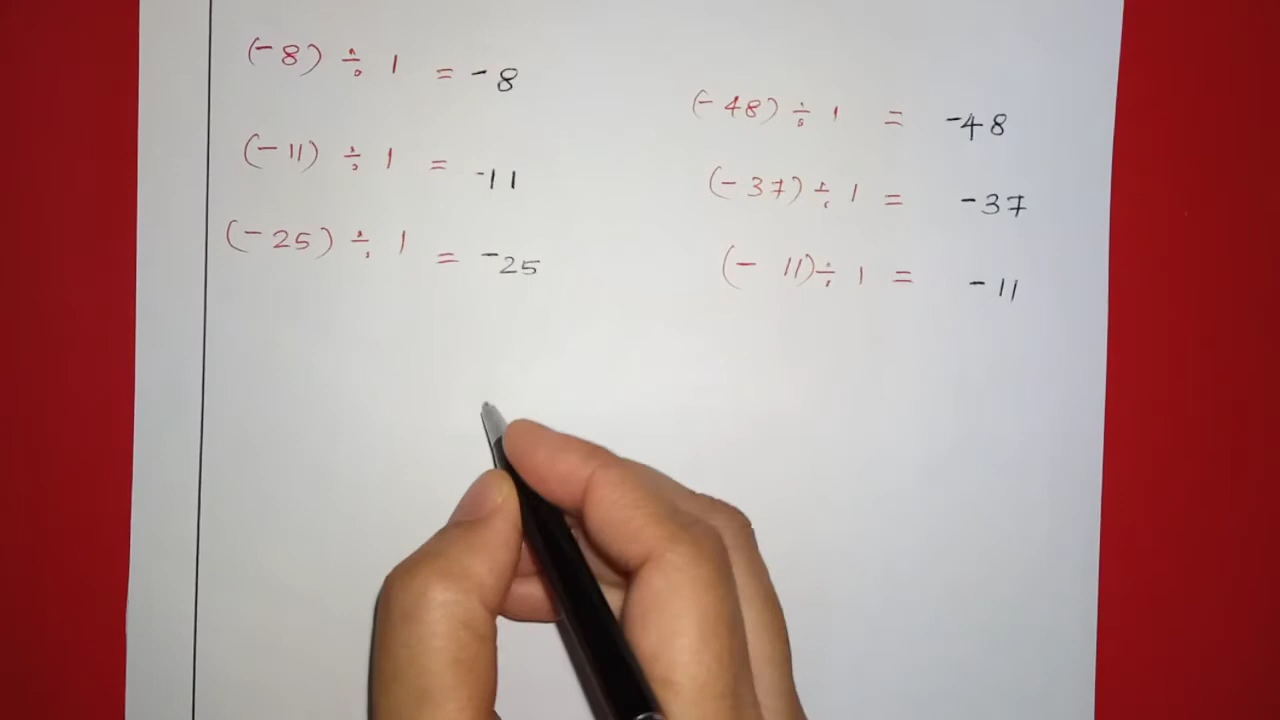 (-8) ÷ 1 = -8
(-11) ÷ 1 = -11
(-25) ÷ 1 = -25
(-48) ÷ 1 = -48
(-37) ÷ 1 = -37
(- 11) ÷ 1 = -11